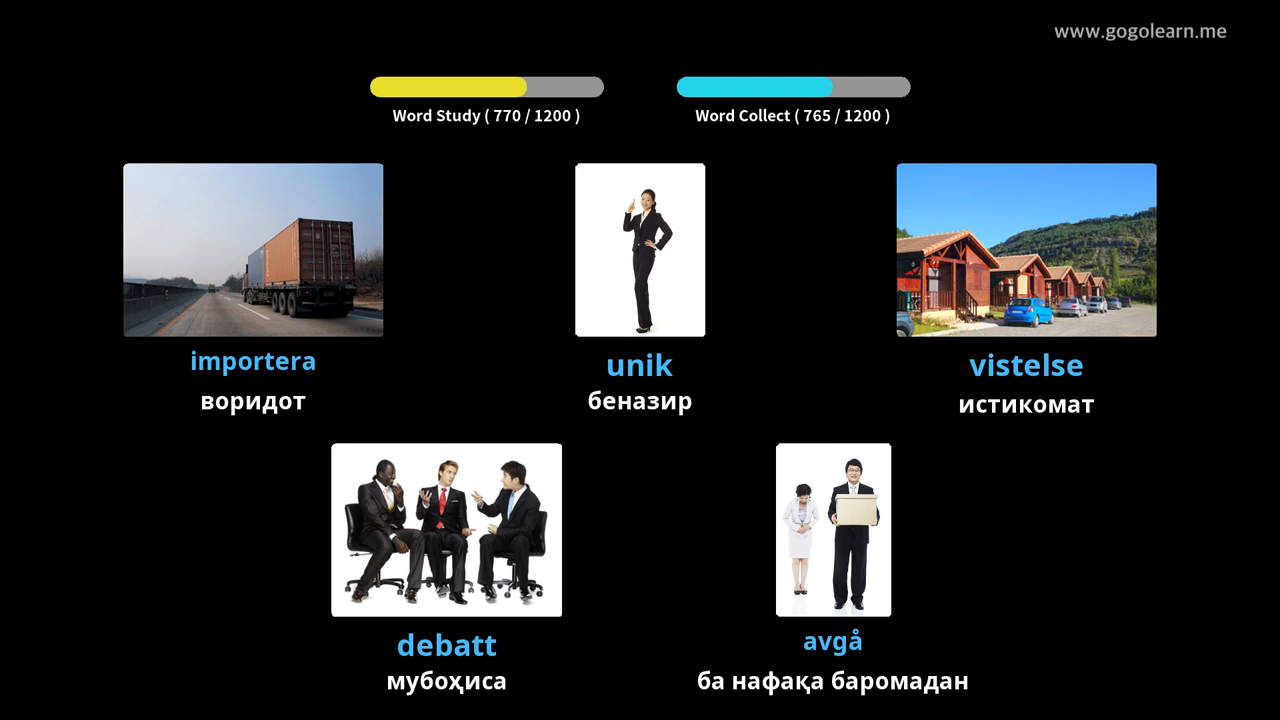 www.gogolearn.me
Word Study ( 770 / 1200 )
Word Collect ( 765 / 1200 )
importera
воридот
unik
беназир
vistelse
истикомат
debatt
мубоҳиса
avgå
ба нафақа баромадан